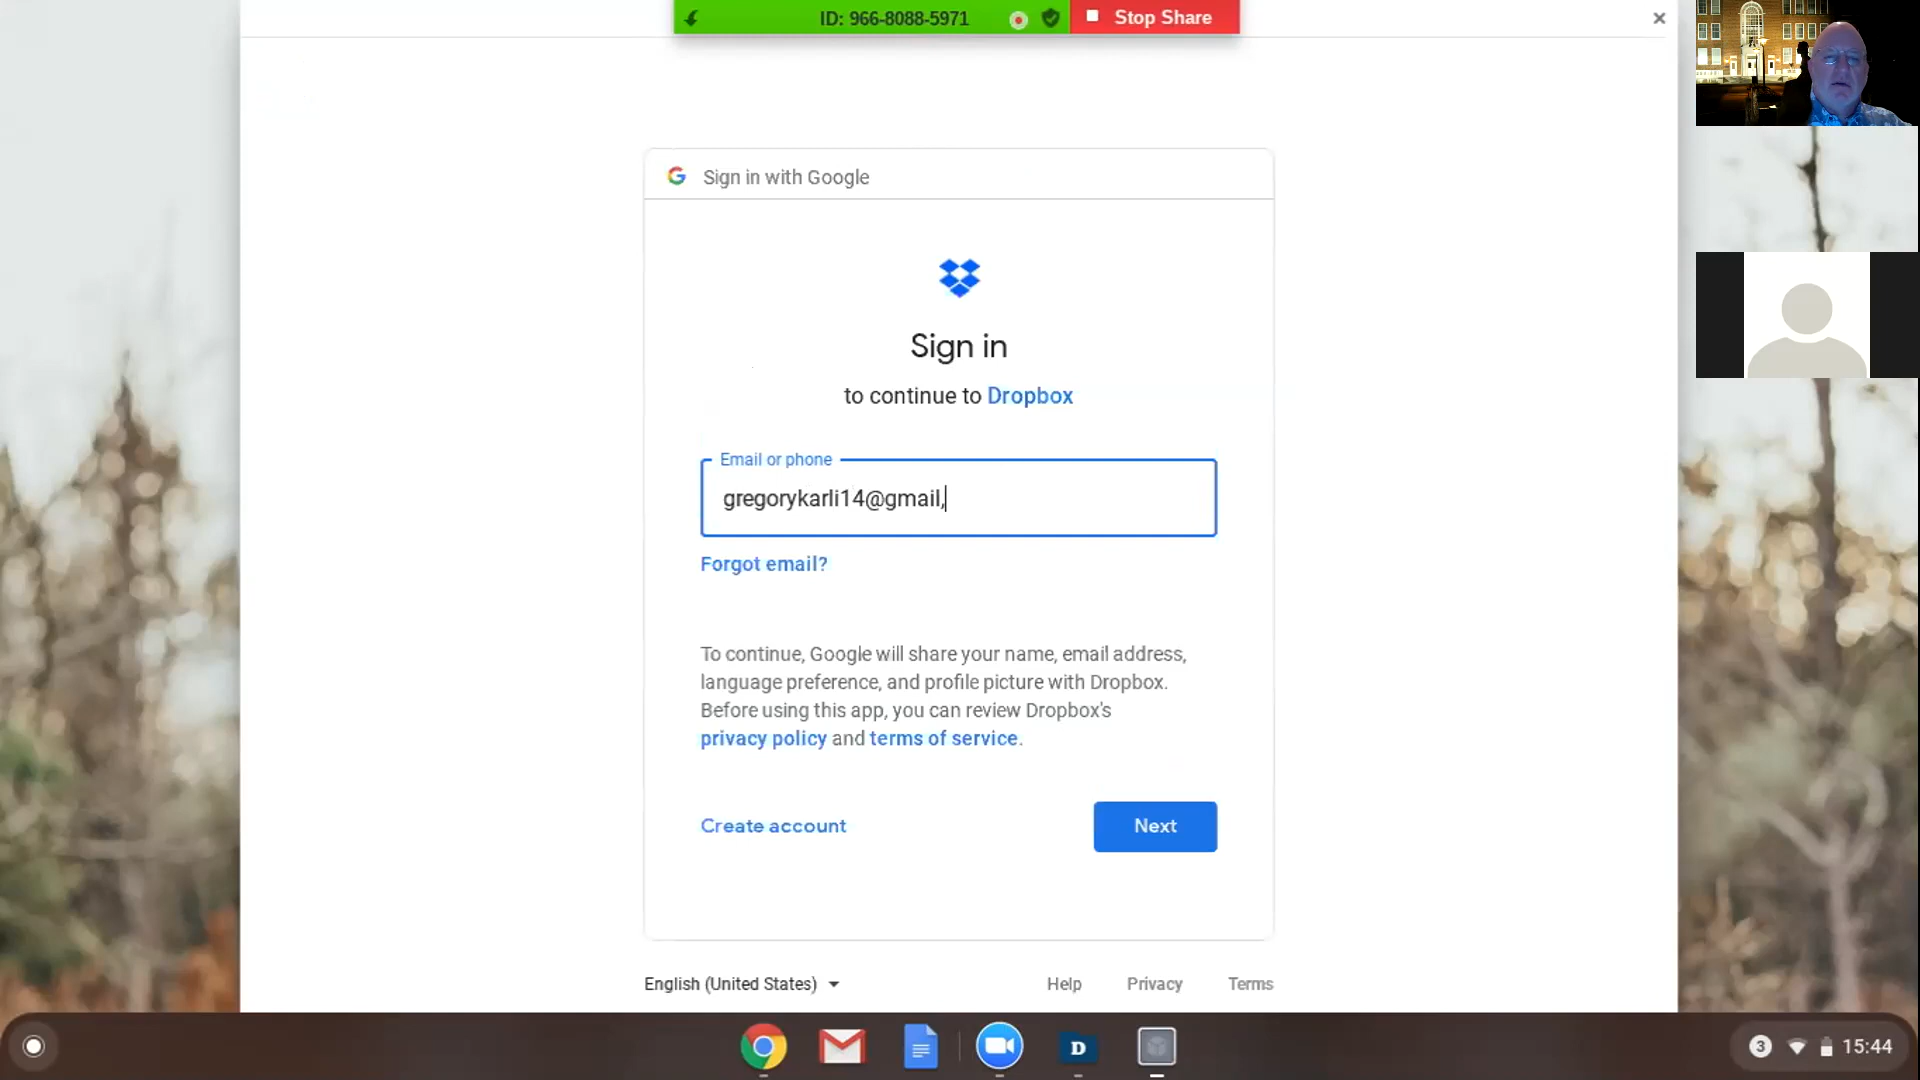 ID: 966-8088-5971
Stop Share
Sign in with Google
Sign in
to continue to Dropbox
Email or phone
gregorykarli14@gmail,
Forgot email?
To continue, Google will share your name, email address,
language preference, and profile picture with Dropbox.
Before using this app, you can review Dropbox's
privacy policy and terms of service.
Create account
Next
English (United States)
Help
Privacy
Terms
D
3
15:44